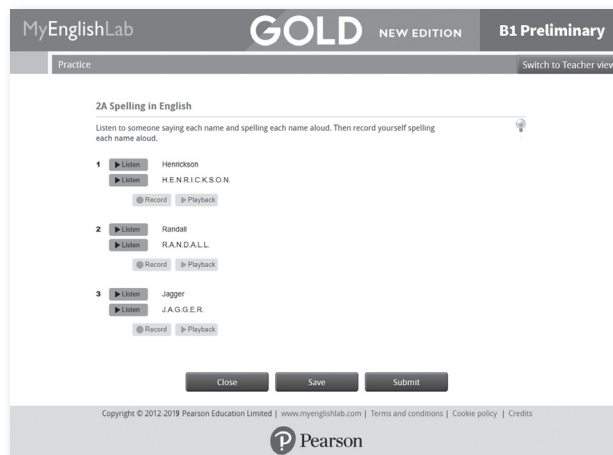 MyEnglishLab GOLD NEW EDITION B1 Preliminary
Practice Switch to Teacher view
2A Spelling in English
Listen to someone saying each name and spelling each name aloud. Then record yourself spelling
each name aloud.
1 Listen Henrickson
Listen H.E.N.R.I.C.K.S.O.N.
Record Playback
2 Listen Randall
Listen R.A.N.D.A.L.L.
Record Playback
3 Listen Jagger
Listen J.A.G.G.E.R.
Record Playback
Close Save Submit
Copyright © 2012-2019 Pearson Education Limited | www.myenglishlab.com | Terms and conditions | Cookie policy | Credits
P Pearson